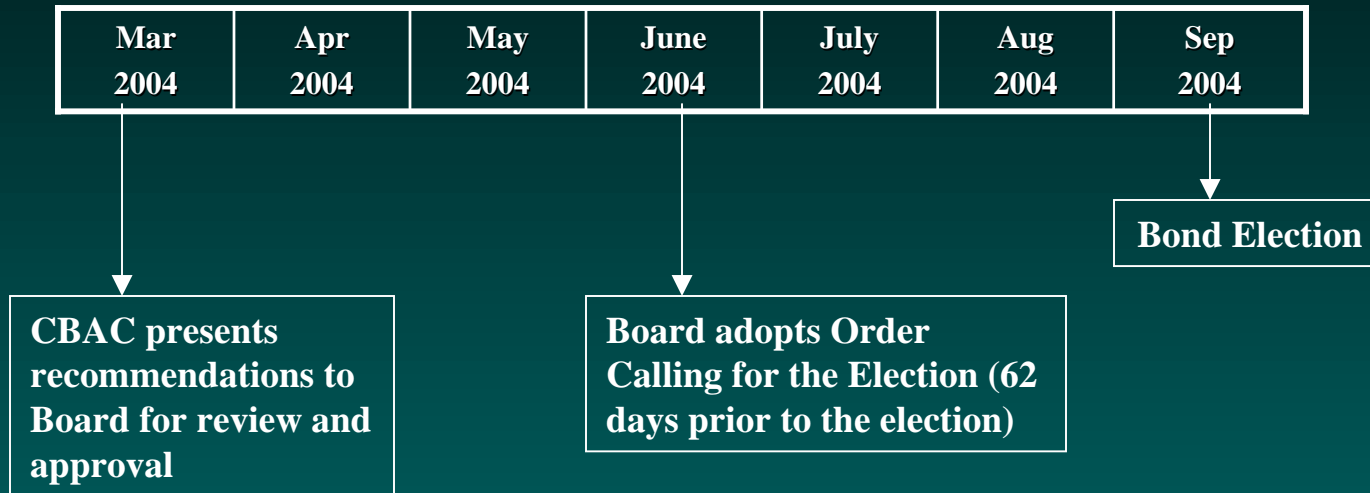 Mar Apr May June July Aug Sep
2004 2004 2004 2004 2004 2004 2004
Bond Election
CBAC presents
recommendations to
Board for review and
approval
Board adopts Order
Calling for the Election (62
days prior to the election)